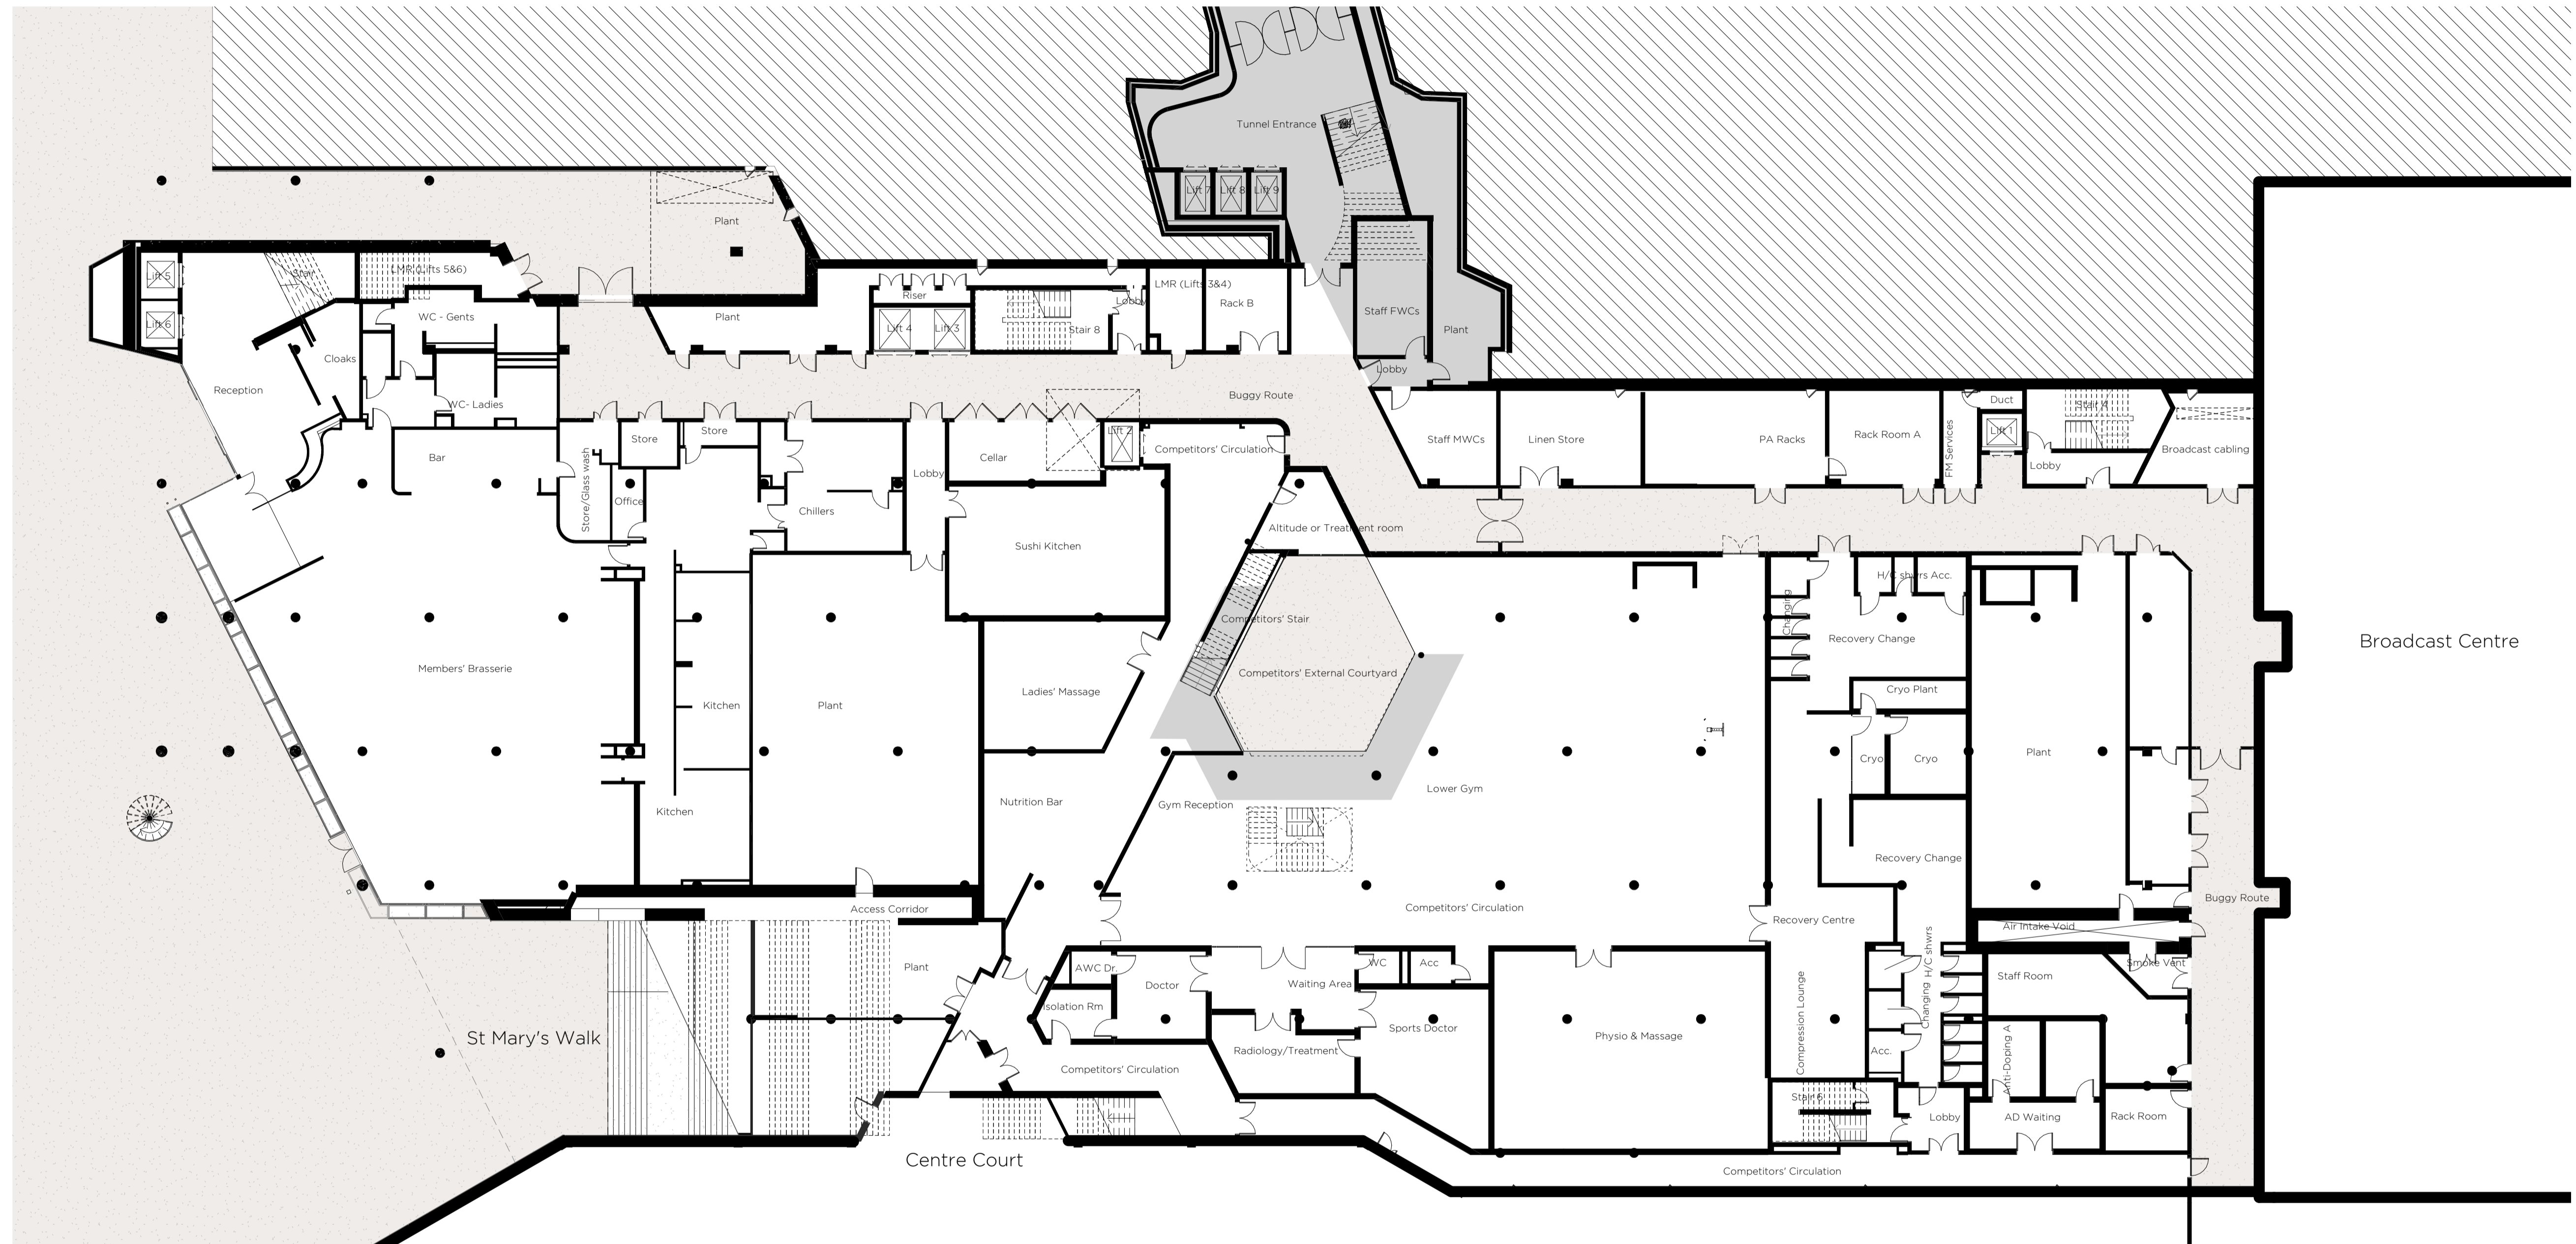 Tunnel Entrance
Lift 7
Lift 8
Lift 9
Plant
Lift 5
Stair
LMR (Lifts 5&6)
Riser
Lobby
LMR (Lifts 3&4)
Rack B
Staff FWCs
Plant
Lift 6
WC - Gents
Plant
Lift 4
Lift 3
Stair 8
Cloaks
Lobby
Reception
WC- Ladies
Buggy Route
Duct
Stair 4
Bar
Store
Store
Lift 2
Cellar
Competitors' Circulation
Staff MWCs
Linen Store
PA Racks
Rack Room A
FM Services
Lift 1
Lobby
Broadcast cabling
Store/Glass wash
Office
Chillers
Lobby
Sushi Kitchen
Altitude or Treatment room
Changing
H/C shwrs Acc.
Competitors' Stair
Recovery Change
Broadcast Centre
Members' Brasserie
Competitors' External Courtyard
Ladies' Massage
Cryo Plant
Kitchen
Plant
Cryo
Cryo
Plant
Lower Gym
Nutrition Bar
Gym Reception
Kitchen
Recovery Change
Buggy Route
Access Corridor
Competitors' Circulation
Recovery Centre
Air Intake Void
Plant
AWC Dr.
Doctor
Waiting Area
WC
Acc
Changing H/C shwrs
Staff Room
Smoke Vent
Isolation Rm
Sports Doctor
Physio & Massage
Compression Lounge
St Mary's Walk
Radiology/Treatment
Acc.
Anti-Doping A
Competitors' Circulation
Stair 6
Lobby
AD Waiting
Rack Room
Centre Court
Competitors' Circulation